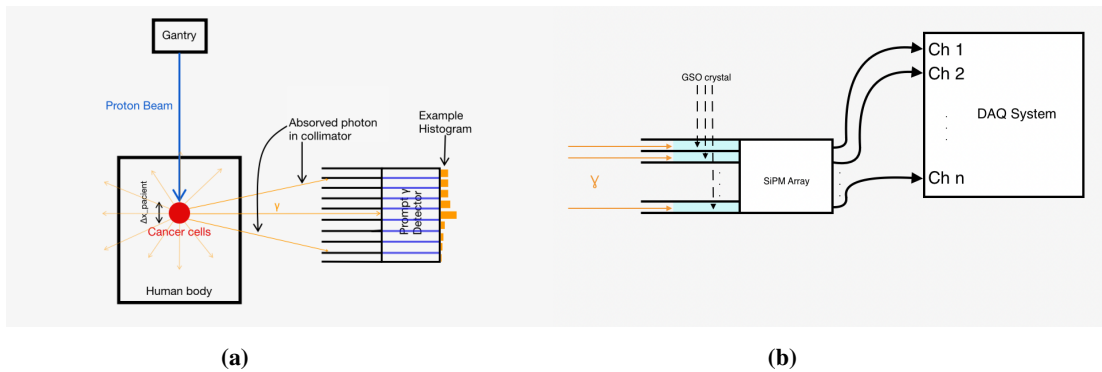 Gantry
Proton Beam
Absorved photon
in collimator
Example
Histogram
Δx_pacient
γ
Cancer cells
Prompt γ
Detector
Human body
(a)
GSO crystal
Ɣ
SiPM Array
Ch 1
Ch 2
DAQ System
Ch n
(b)